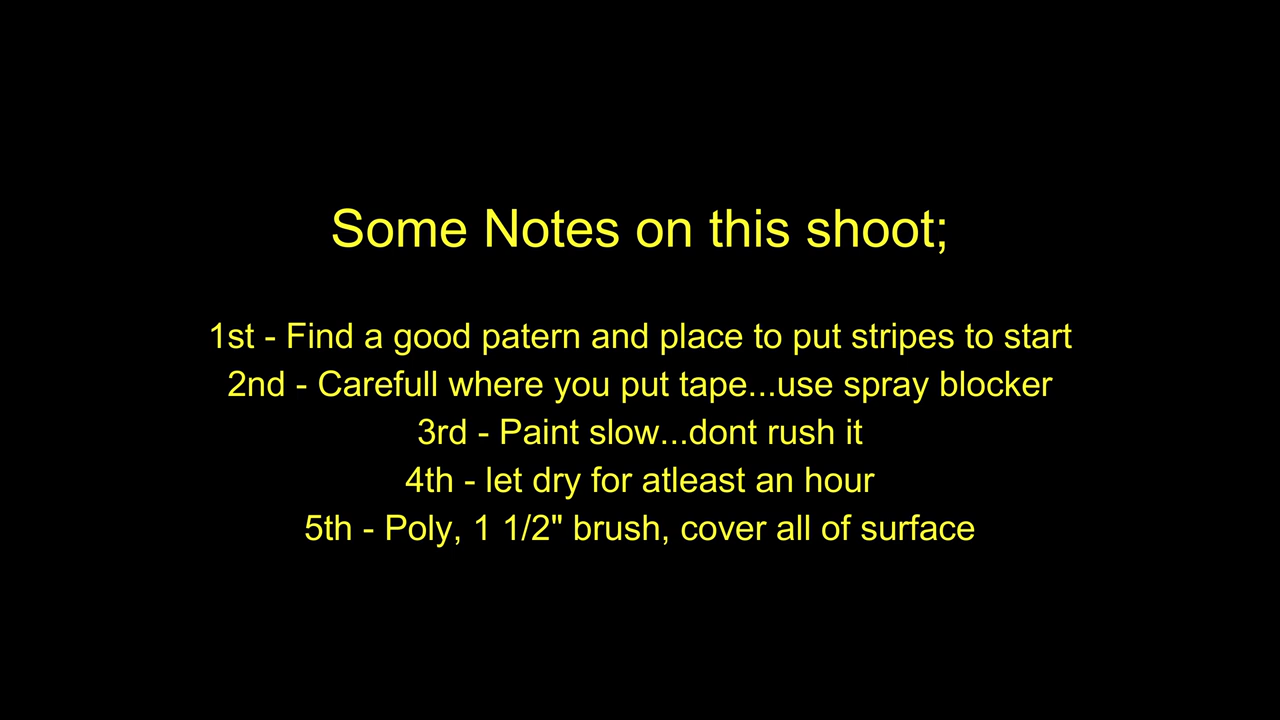 Some Notes on this shoot;
1st - Find a good patern and place to put stripes to start
2nd - Carefull where you put tape...use spray blocker
3rd - Paint slow...dont rush it
4th - let dry for atleast an hour
5th - Poly, 1 1/2" brush, cover all of surface